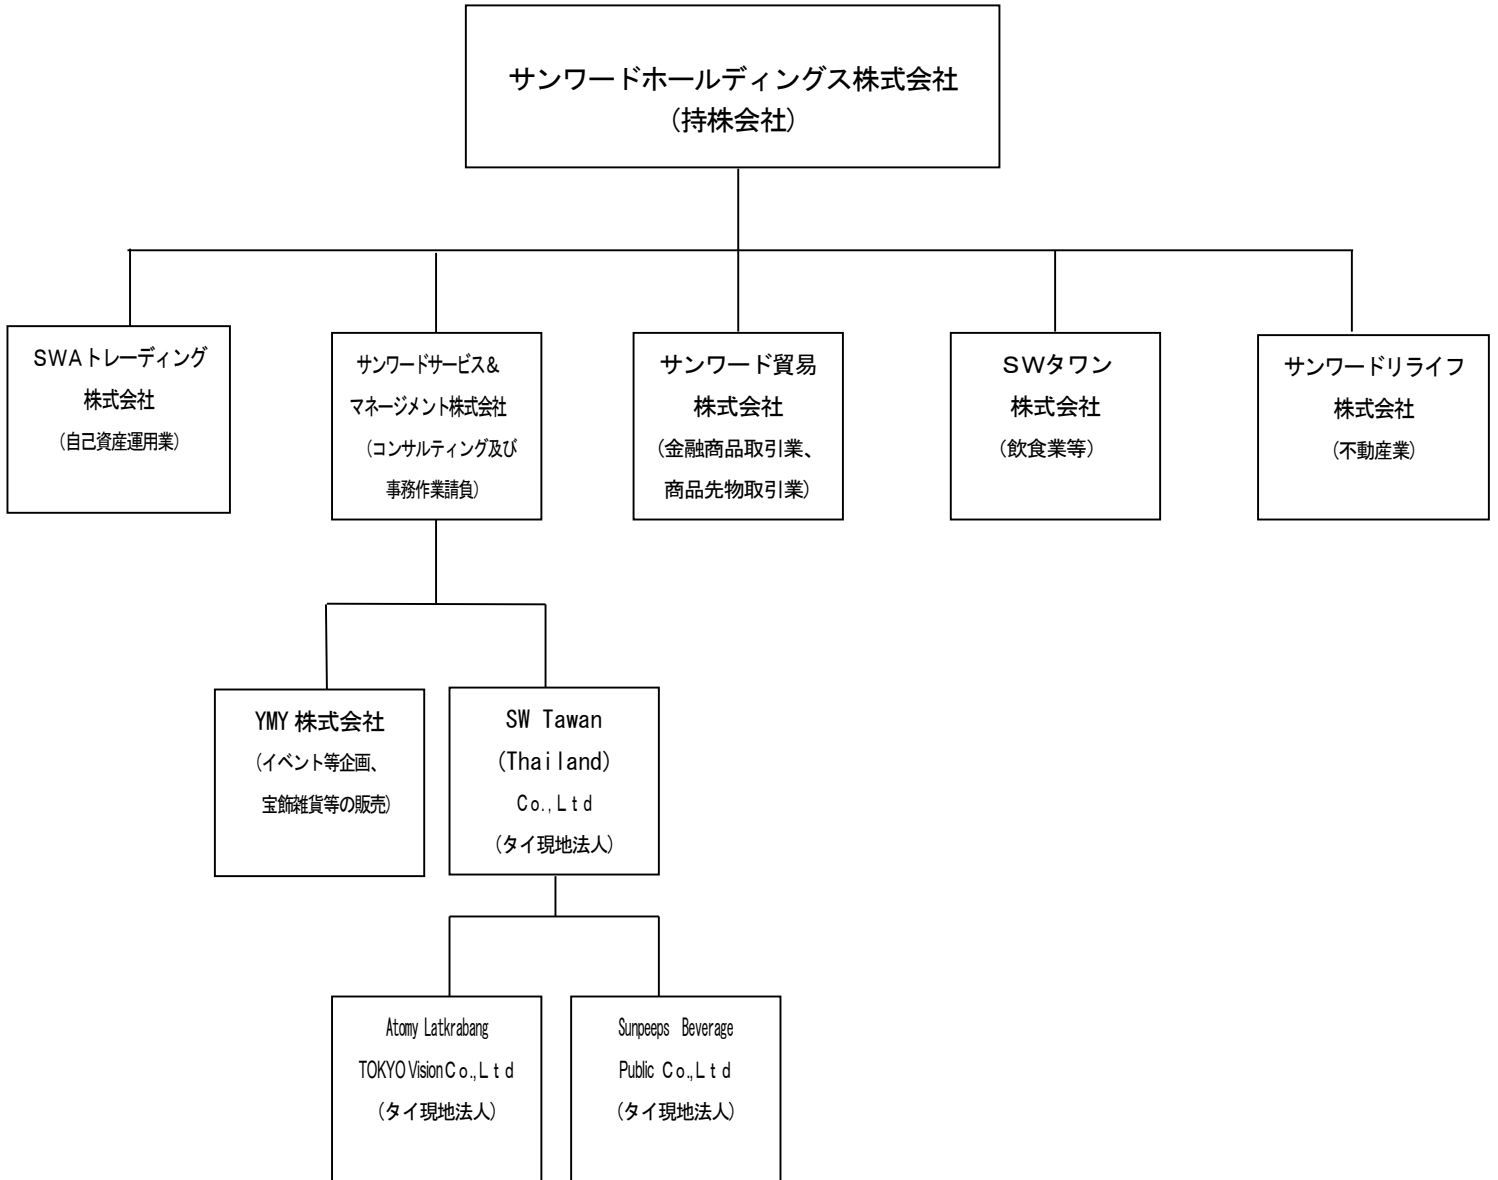 サンワードホールディングス株式会社
（持株会社）
ＳＷＡトレーディング
株式会社
（自己資産運用業）
サンワードサービス＆
マネージメント株式会社
（コンサルティング及び
事務作業請負）
サンワード貿易
株式会社
（金融商品取引業、
商品先物取引業）
ＳＷタワン
株式会社
（飲食業等）
サンワードリライフ
株式会社
（不動産業）
YMY 株式会社
（イベント等企画、
宝飾雑貨等の販売）
SW Tawan
(Thailand)
Ｃｏ.,Ｌｔｄ
（タイ現地法人）
Atomy Latkrabang
TOKYO Vision Ｃｏ.,Ｌｔｄ
（タイ現地法人）
Sunpeeps Beverage
Public Ｃｏ.,Ｌｔｄ
（タイ現地法人）